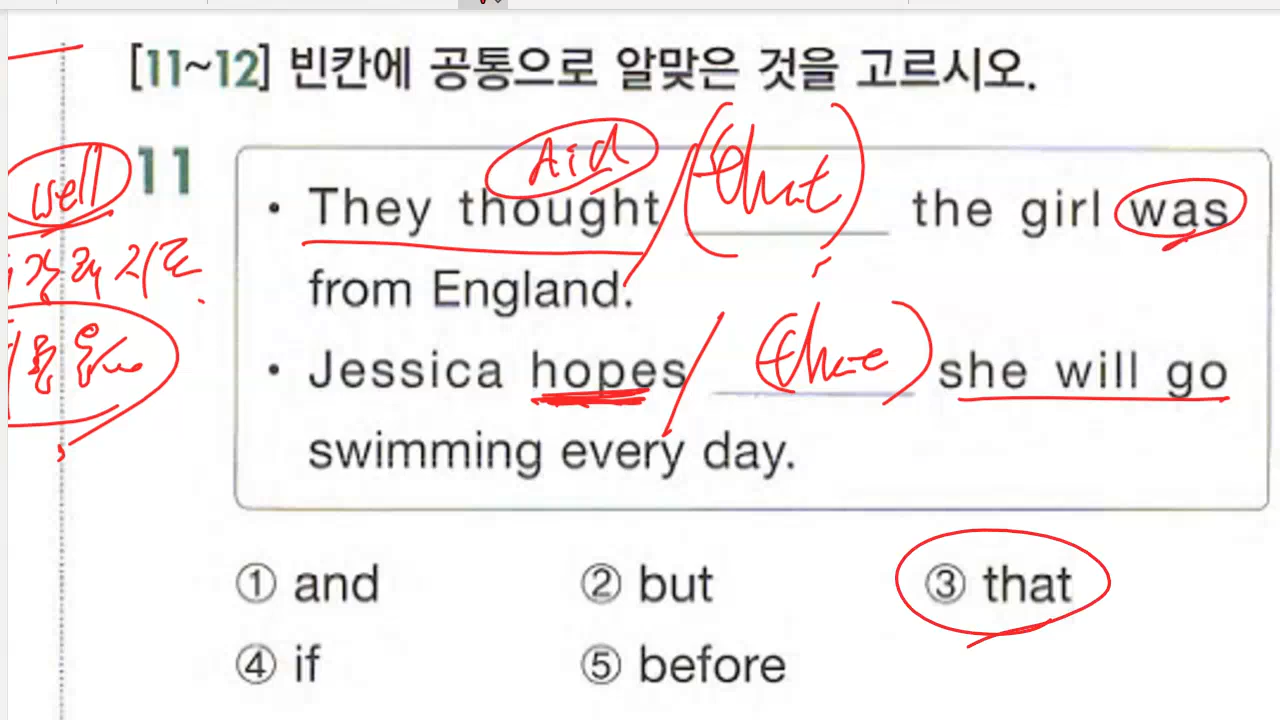 [11~12] 빈칸에 공통으로 알맞은 것을 고르시오.
11
Aid
(that)
well
• They thought ______ the girl was
from England.
(that)
• Jessica hopes ______ she will go
swimming every day.
① and ② but ③ that
④ if ⑤ before